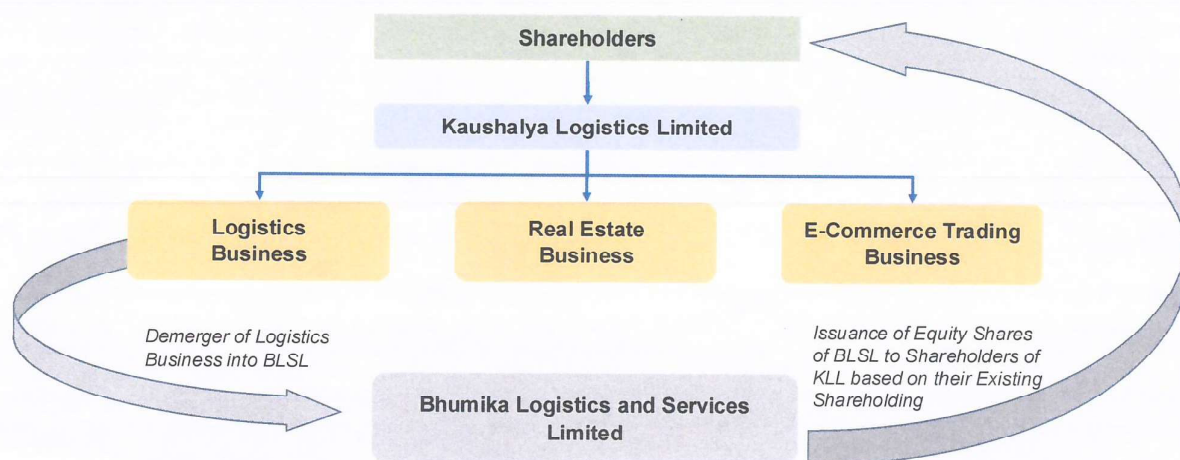 Shareholders
Kaushalya Logistics Limited
Logistics
Business
Real Estate
Business
E-Commerce Trading
Business
Demerger of Logistics
Business into BLSL
Issuance of Equity Shares
of BLSL to Shareholders of
KLL based on their Existing
Shareholding
Bhumika Logistics and Services
Limited